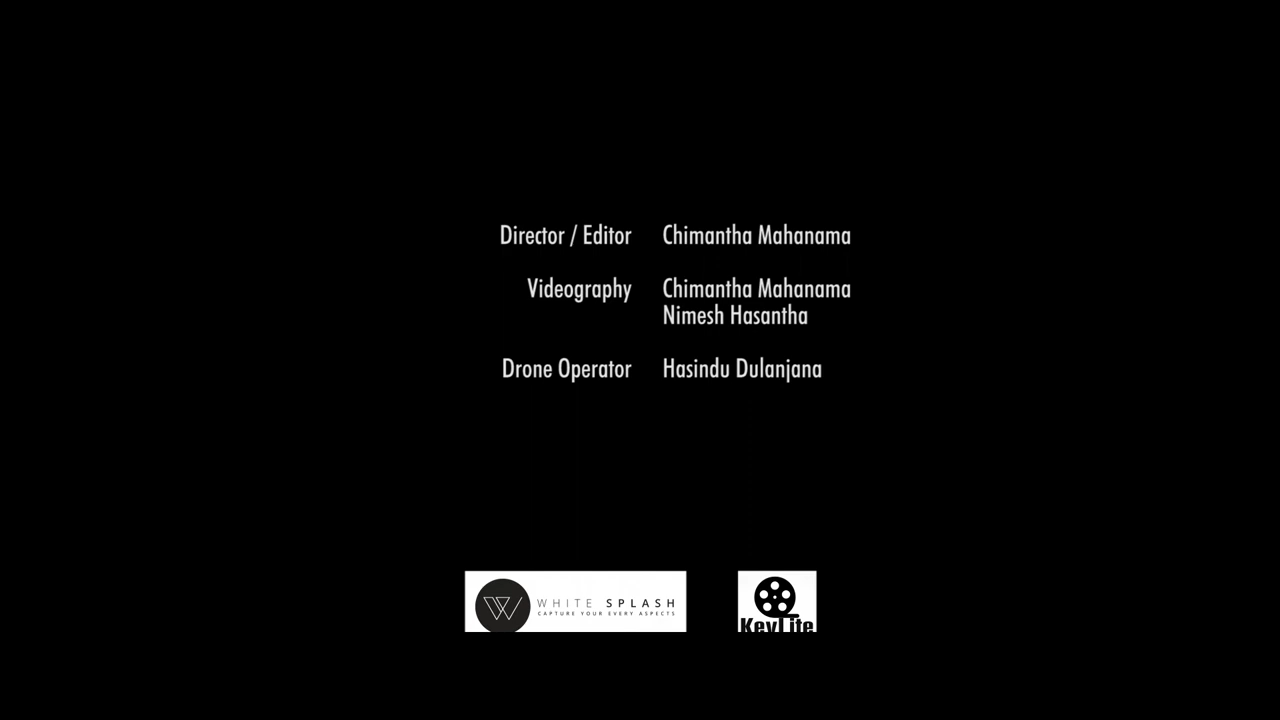 Director / Editor Chimantha Mahanama
Videography Chimantha Mahanama
Nimesh Hasantha
Drone Operator Hasindu Dulanjana
WHITE SPLASH
CAPTURE YOUR EVERY ASPECTS
KeyLite